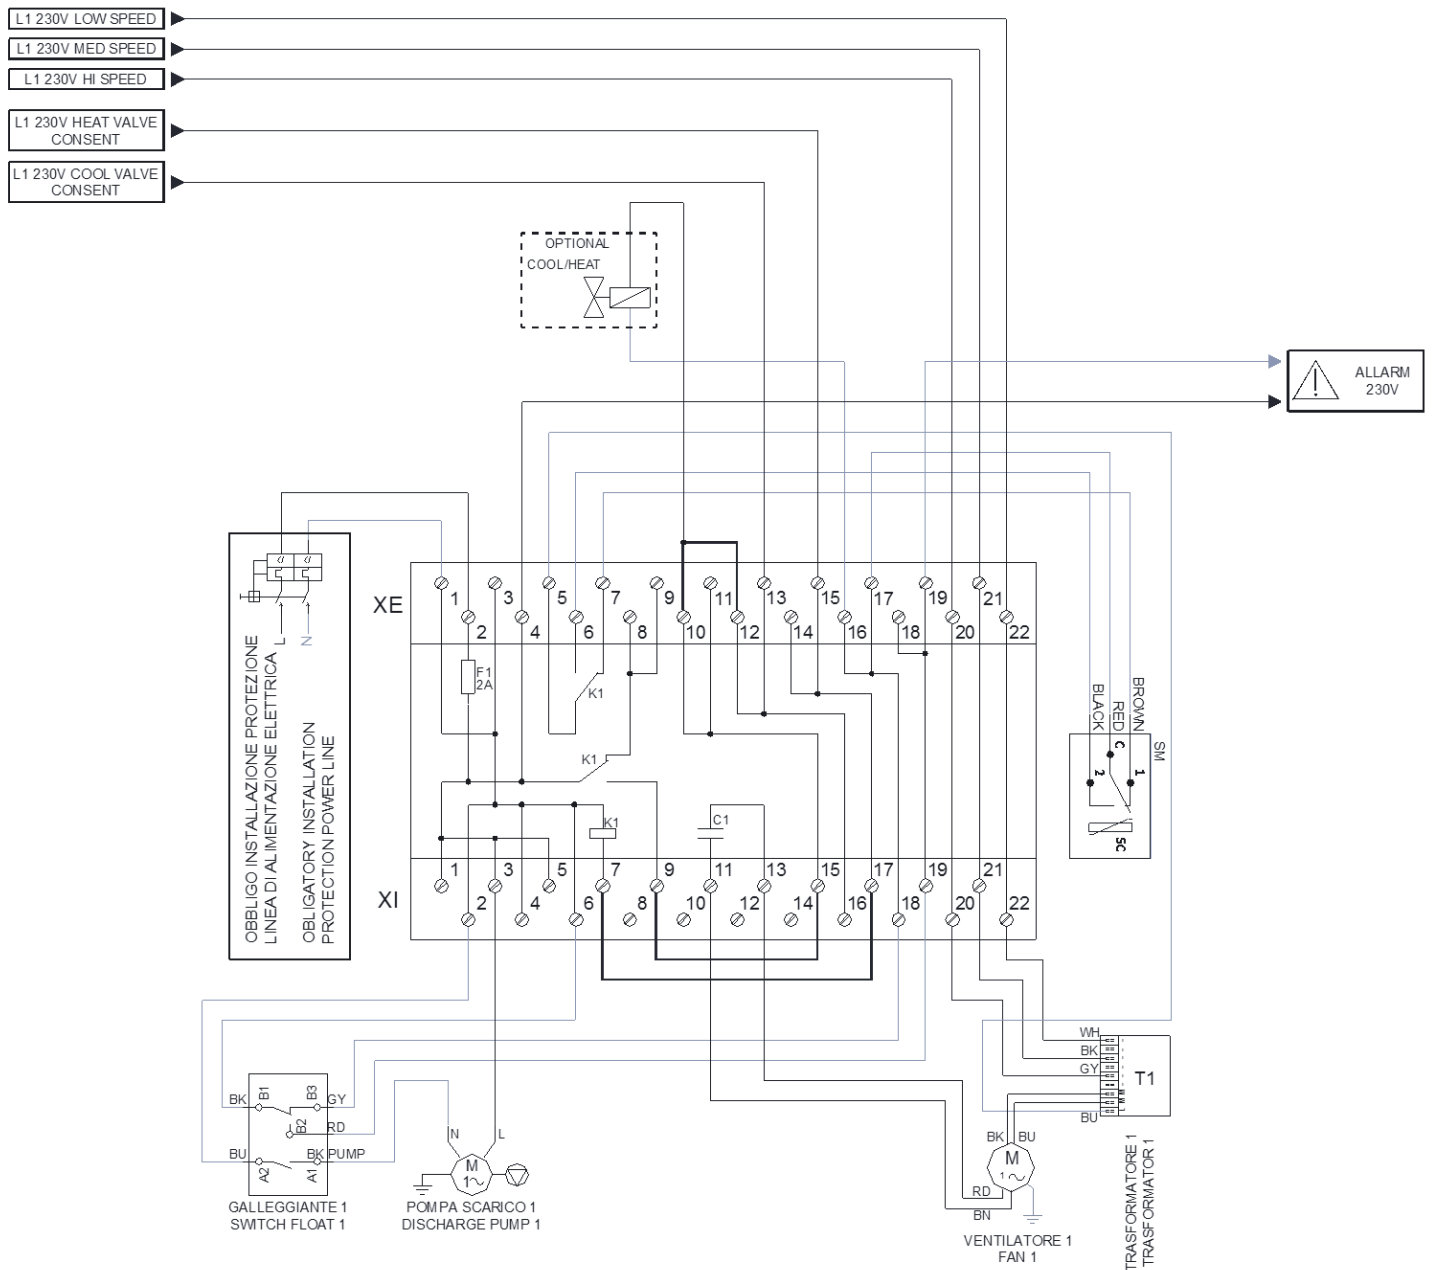 L1 230V LOW SPEED
L1 230V MED SPEED
L1 230V HI SPEED
L1 230V HEAT VALVE
CONSENT
L1 230V COOL VALVE
CONSENT
OPTIONAL
COOL/HEAT
ALLARM
230V
OBBLIGO INSTALLAZIONE PROTEZIONE
LINEA DI ALIMENTAZIONE ELETTRICA
OBLIGATORY INSTALLATION
PROTECTION POWER LINE
L
N
XE
1 3 5 7 9 11 13 15 17 19 21
2 4 6 8 10 12 14 16 18 20 22
F1
2A
K1
K1
K1
C1
BLACK
RED
BROWN
SM
C
2
1
SC
XI
1 3 5 7 9 11 13 15 17 19 21
2 4 6 8 10 12 14 16 18 20 22
WH
BK
GY
BU
T1
M
M
L
TRASFORMATORE 1
TRASFORMATOR 1
BK
B1
B3
GY
B2
RD
BU
A2
A1
BK PUMP
GALLEGGIANTE 1
SWITCH FLOAT 1
N
L
M
1
POMPA SCARICO 1
DISCHARGE PUMP 1
BK BU
M
1
RD
BN
VENTILATORE 1
FAN 1